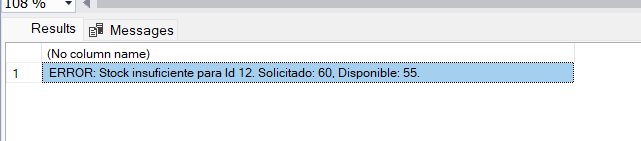 108 %
Results
Messages
(No column name)
1
ERROR: Stock insuficiente para Id 12. Solicitado: 60, Disponible: 55.